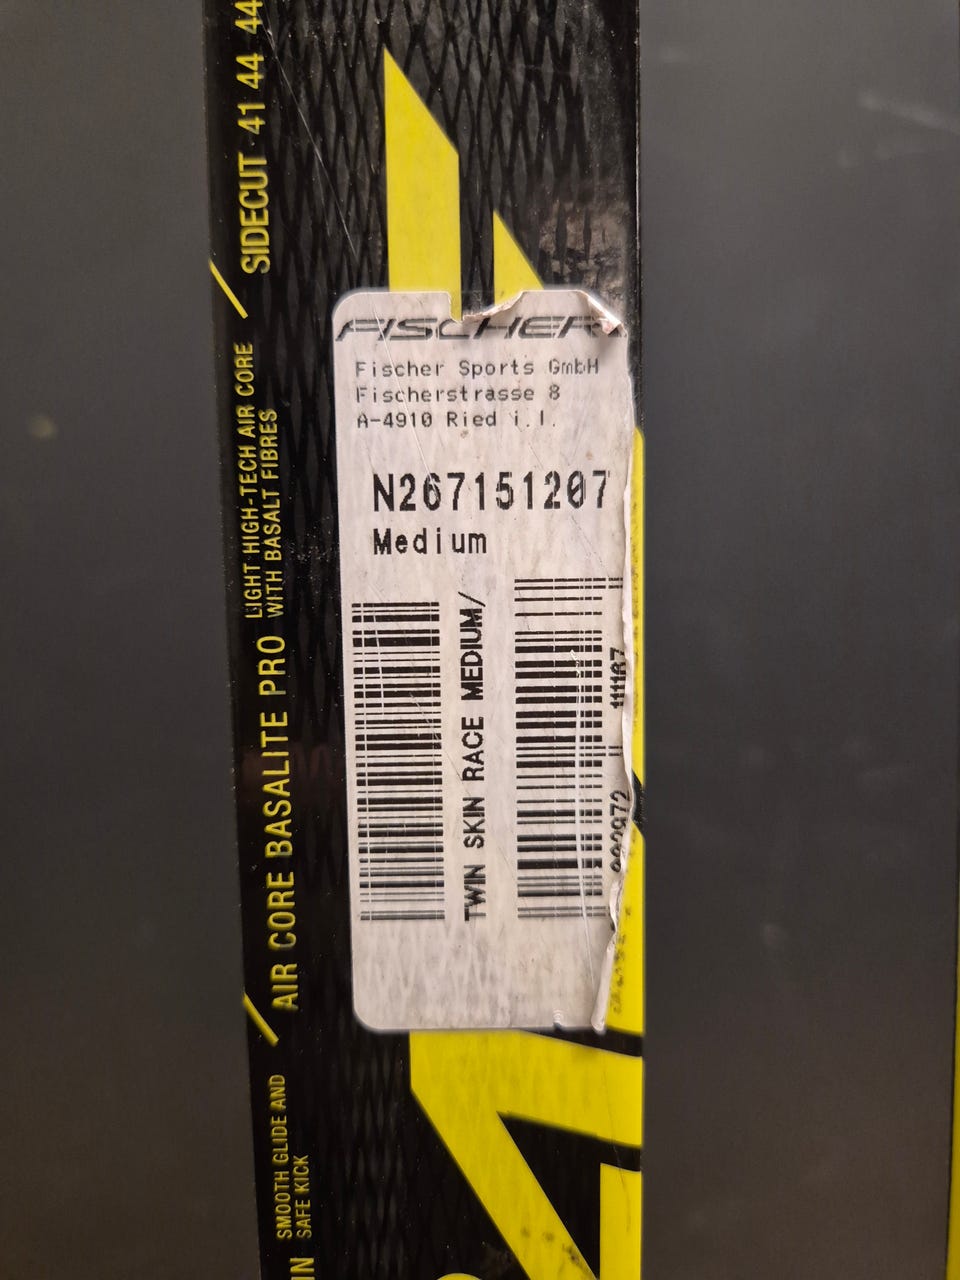 FISCHER
Fischer Sports GmbH
Fischerstrasse 8
A-4910 Ried i.I.
N267151207
Medium
TWIN SKIN RACE MEDIUM/
SIDECUT 41 44 44
LIGHT HIGH-TECH AIR CORE
WITH BASALT FIBRES
/AIR CORE BASALITE PRO
SMOOTH GLIDE AND
SAFE KICK